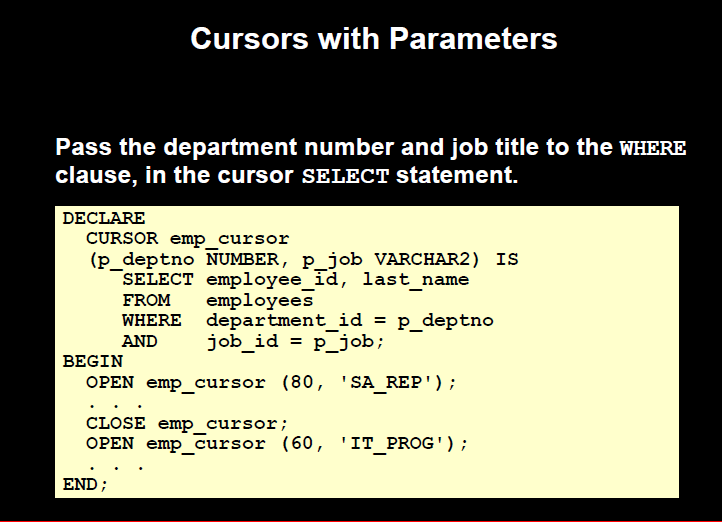 Cursors with Parameters
Pass the department number and job title to the WHERE
clause, in the cursor SELECT statement.
DECLARE
  CURSOR emp_cursor
  (p_deptno NUMBER, p_job VARCHAR2) IS
     SELECT employee_id, last_name
     FROM   employees
     WHERE  department_id = p_deptno
     AND    job_id = p_job;
BEGIN
  OPEN emp_cursor (80, 'SA_REP');
  . . .
  CLOSE emp_cursor;
  OPEN emp_cursor (60, 'IT_PROG');
  . . .
END;